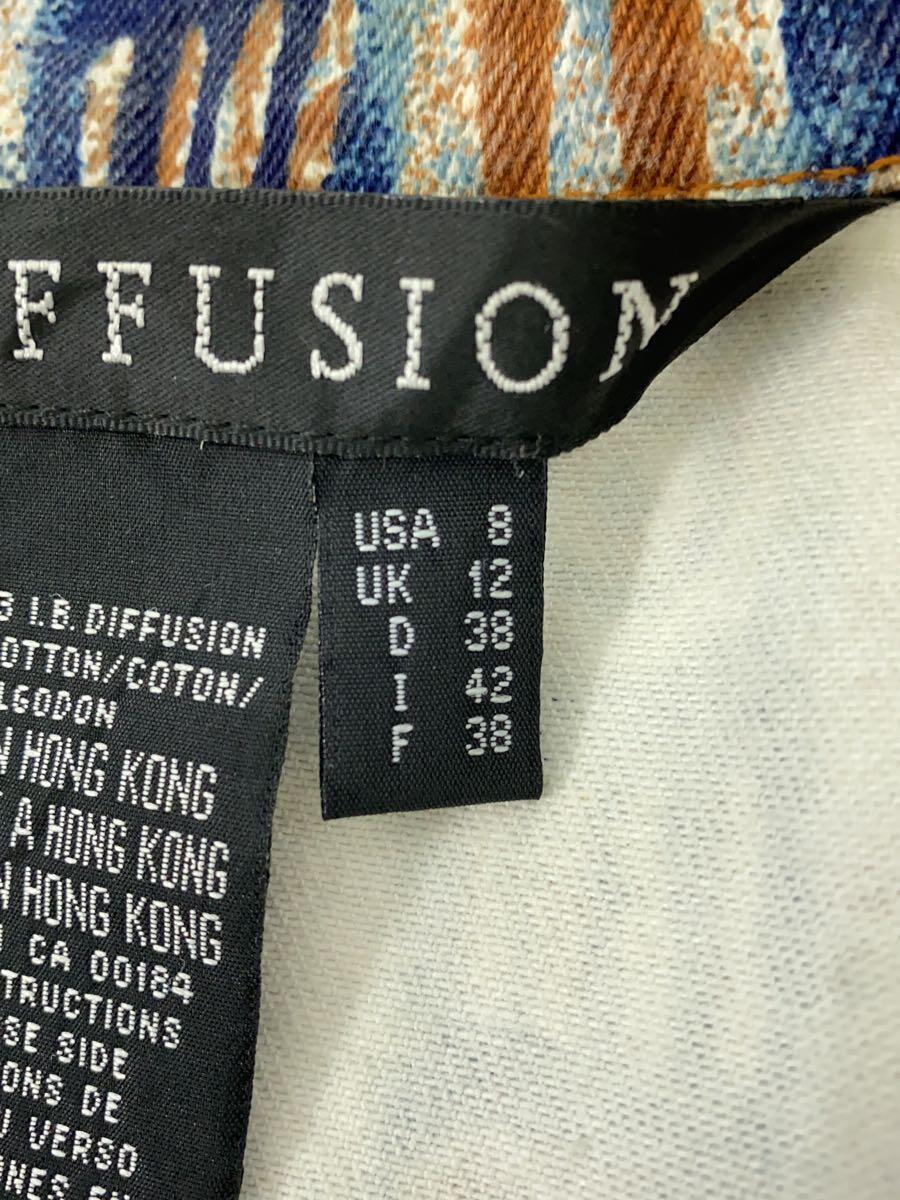 FFUSION
USA 8
UK 12
D 38
I 42
F 38
I.B. DIFFUSION
OTTON/COTON/
LGODON
N HONG KONG
A HONG KONG
N HONG KONG
CA 00184
TRUCTIONS
SE SIDE
ONS DE
U VERSO